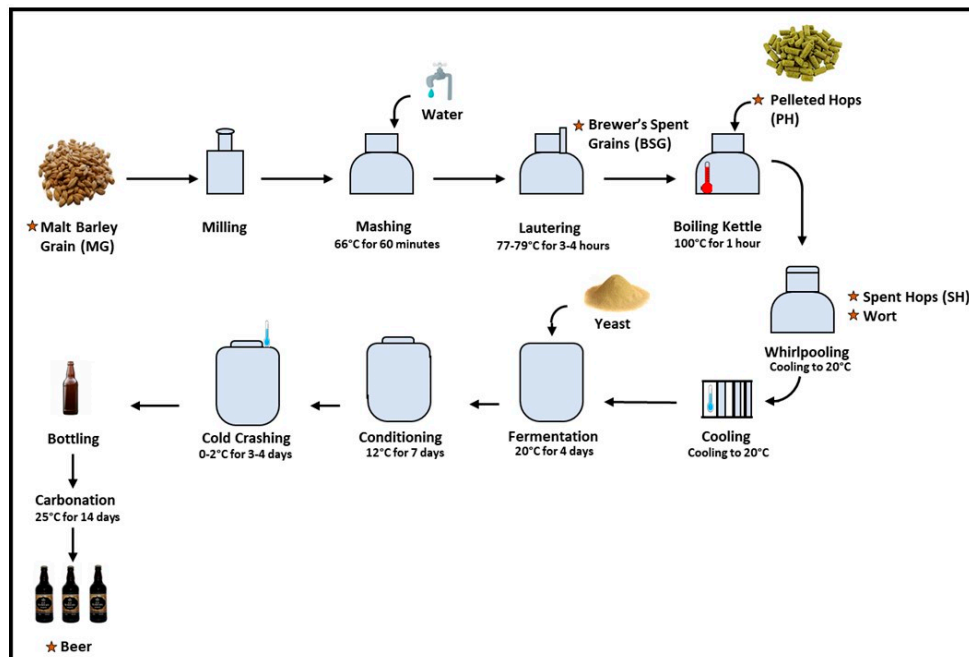 Water
Pelleted Hops
(PH)
Brewer's Spent
Grains (BSG)
Malt Barley
Grain (MG)
Milling
Mashing
66°C for 60 minutes
Lautering
77-79°C for 3-4 hours
Boiling Kettle
100°C for 1 hour
Spent Hops (SH)
Wort
Whirlpooling
Cooling to 20°C
Yeast
Bottling
Cold Crashing
0-2°C for 3-4 days
Conditioning
12°C for 7 days
Fermentation
20°C for 4 days
Cooling
Cooling to 20°C
Carbonation
25°C for 14 days
Beer